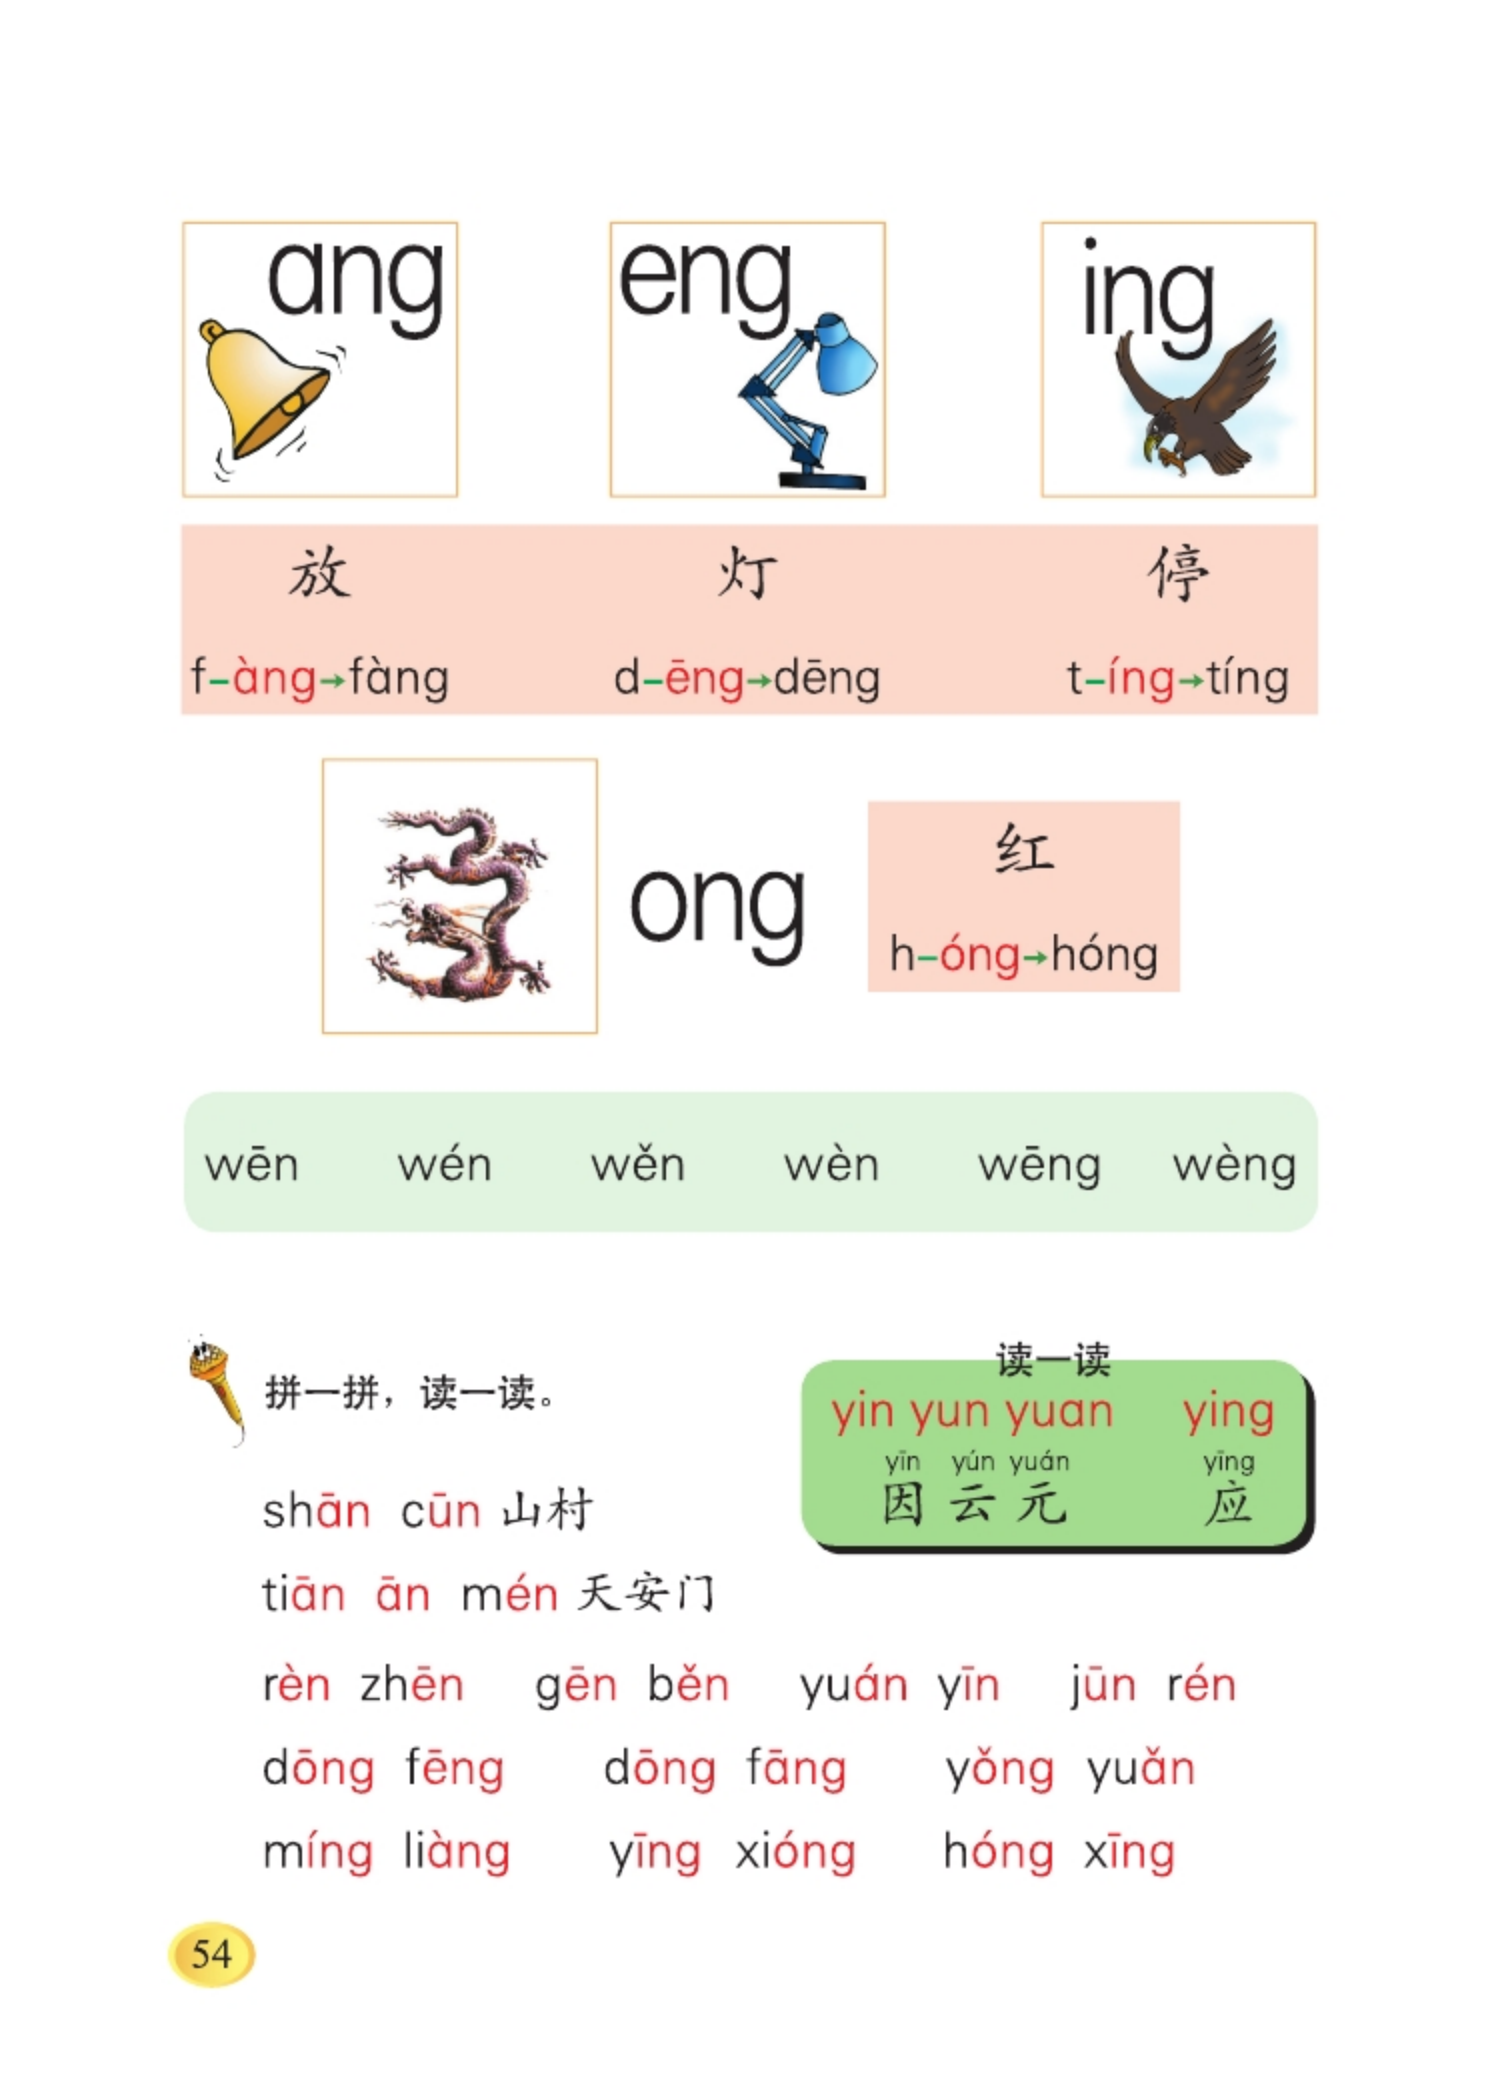 ang eng ing
放 灯 停
f–àng→fàng d–ēng→dēng t–íng→tíng
ong
红
h–óng→hóng
wēn wén wěn wèn wēng wèng
拼一拼，读一读。
读一读
yin yun yuan ying
yīn yún yuán yīng
因 云 元 应
shān cūn 山村
tiān ān mén 天安门
rèn zhēn gēn běn yuán yīn jūn rén
dōng fēng dōng fāng yǒng yuǎn
míng liàng yīng xióng hóng xīng
54